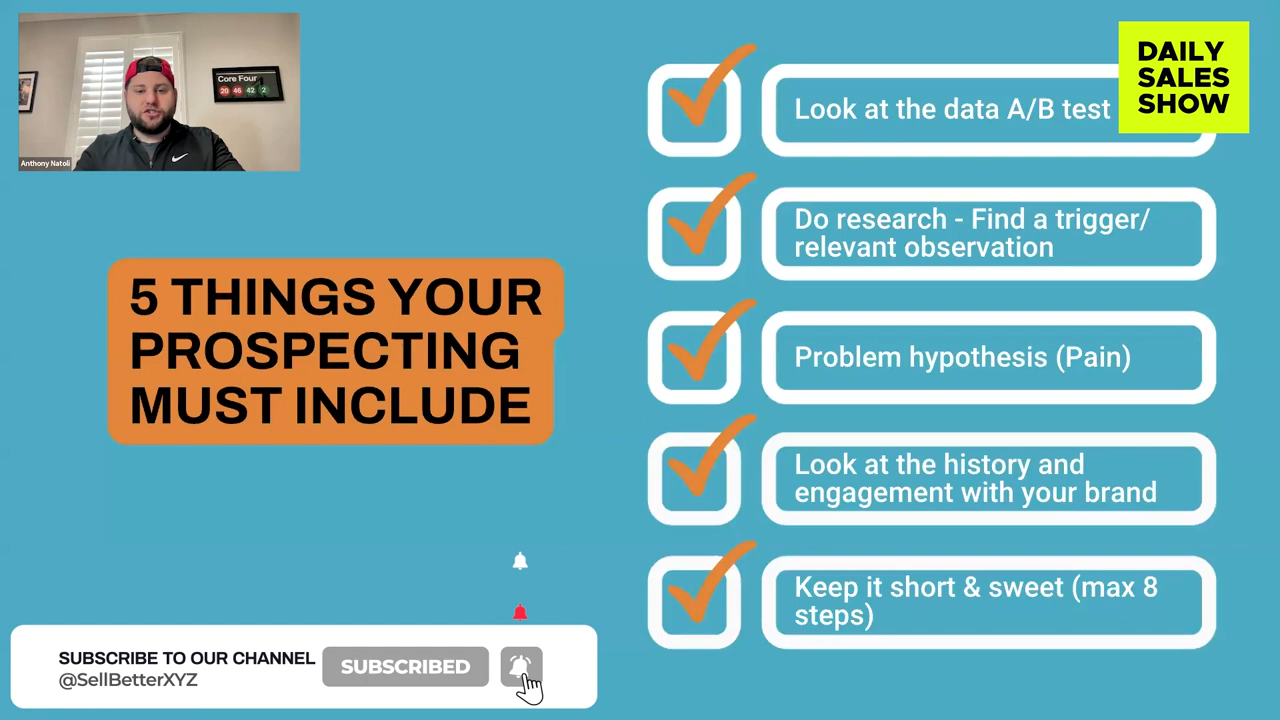 Core Four
20 46 42 2
Anthony Natoli
DAILY
SALES
SHOW
5 THINGS YOUR
PROSPECTING
MUST INCLUDE
Look at the data A/B test
Do research - Find a trigger/
relevant observation
Problem hypothesis (Pain)
Look at the history and
engagement with your brand
Keep it short & sweet (max 8
steps)
SUBSCRIBE TO OUR CHANNEL
@SellBetterXYZ
SUBSCRIBED